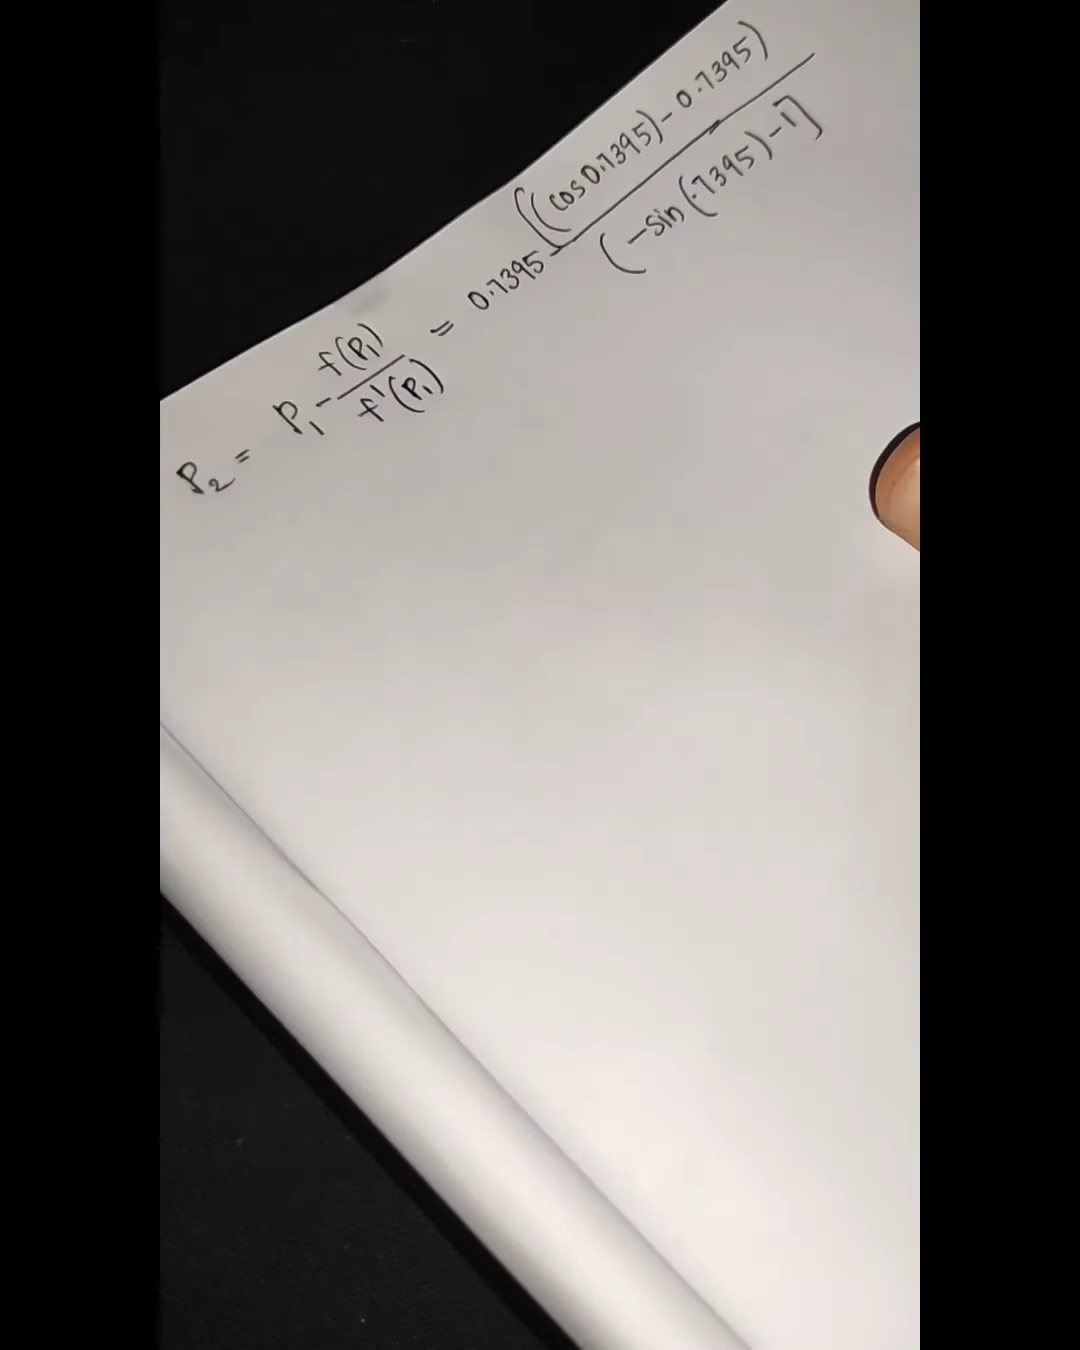 P₂ = P₁ - f(P₁)/f'(P₁) = 0.7395 - ((cos 0.7395) - 0.7395)/(-sin(.7395) - 1)